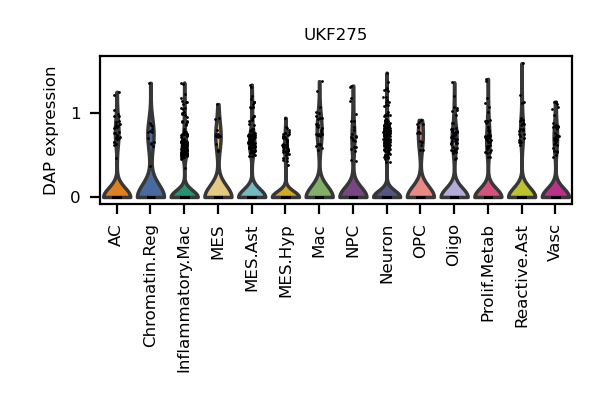 UKF275
DAP expression
1
0
AC
Chromatin.Reg
Inflammatory.Mac
MES
MES.Ast
MES.Hyp
Mac
NPC
Neuron
OPC
Oligo
Prolif.Metab
Reactive.Ast
Vasc